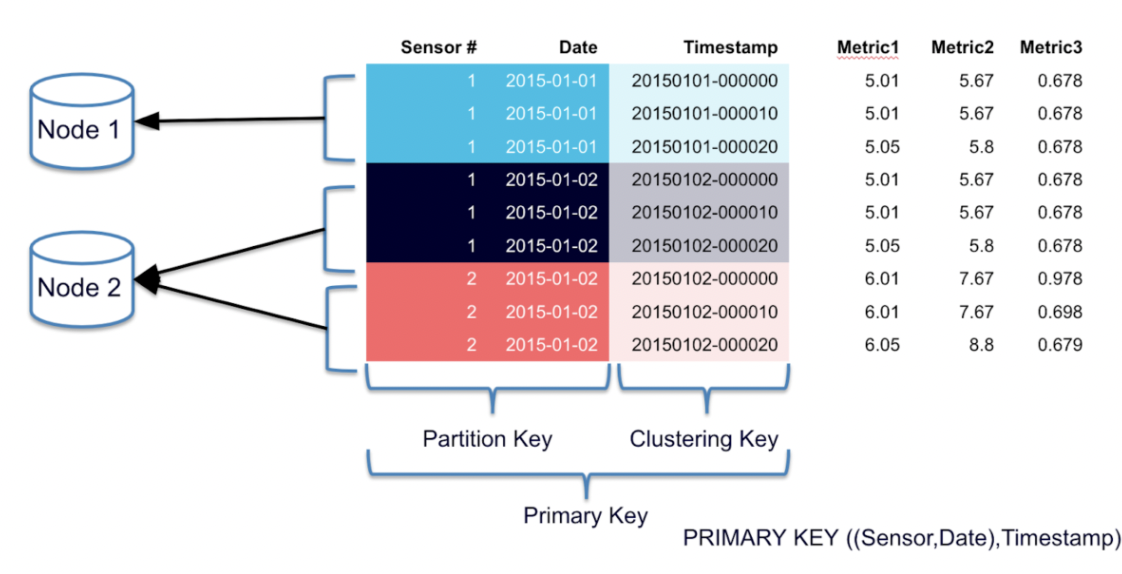 Sensor # Date Timestamp Metric1 Metric2 Metric3
1 2015-01-01 20150101-000000 5.01 5.67 0.678
1 2015-01-01 20150101-000010 5.01 5.67 0.678
1 2015-01-01 20150101-000020 5.05 5.8 0.678
1 2015-01-02 20150102-000000 5.01 5.67 0.678
1 2015-01-02 20150102-000010 5.01 5.67 0.678
1 2015-01-02 20150102-000020 5.05 5.8 0.678
2 2015-01-02 20150102-000000 6.01 7.67 0.978
2 2015-01-02 20150102-000010 6.01 7.67 0.698
2 2015-01-02 20150102-000020 6.05 8.8 0.679
Node 1
Node 2
Partition Key
Clustering Key
Primary Key
PRIMARY KEY ((Sensor,Date),Timestamp)